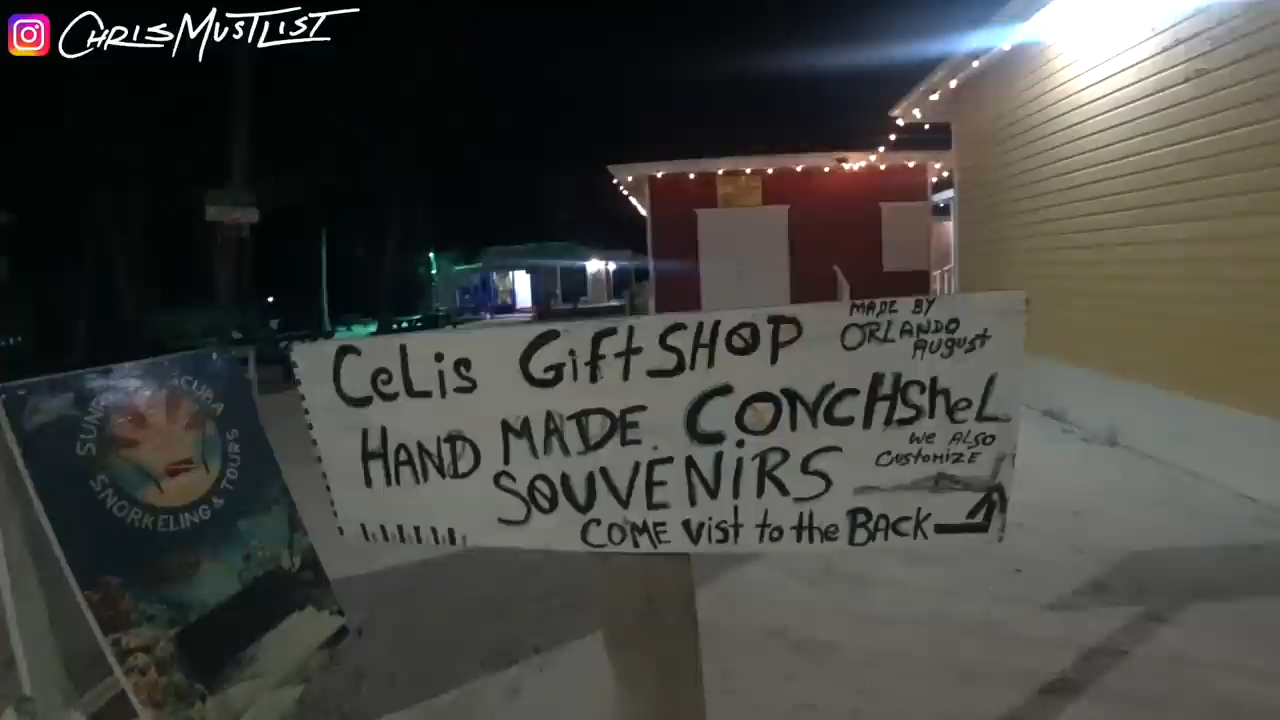 CHRISMUSTLIST
CeLis GiftSHOP
MADE BY
ORLANDO
AUgust
HAND MADE CONCHSheL
SOUVENiRS
We ALSO
CUSTOMIZE
COME Vist to the BACK
SCUBA
SNORKELING & TOURS